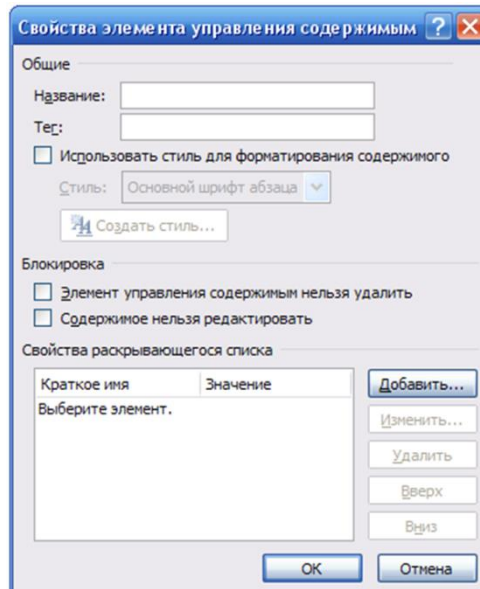 Свойства элемента управления содержимым
Общие
Название:
Тег:
Использовать стиль для форматирования содержимого
Стиль: Основной шрифт абзаца
Создать стиль...
Блокировка
Элемент управления содержимым нельзя удалить
Содержимое нельзя редактировать
Свойства раскрывающегося списка
Краткое имя Значение
Выберите элемент.
Добавить...
Изменить...
Удалить
Вверх
Вниз
ОК Отмена